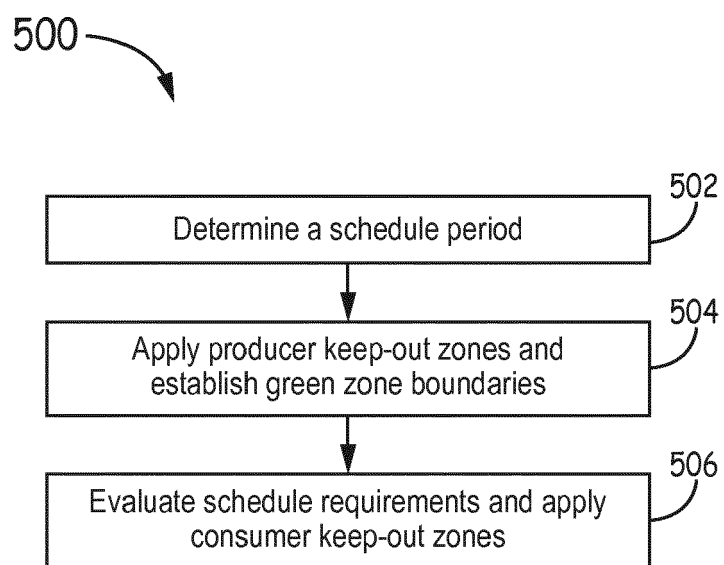 500
502
Determine a schedule period
504
Apply producer keep-out zones and
establish green zone boundaries
506
Evaluate schedule requirements and apply
consumer keep-out zones